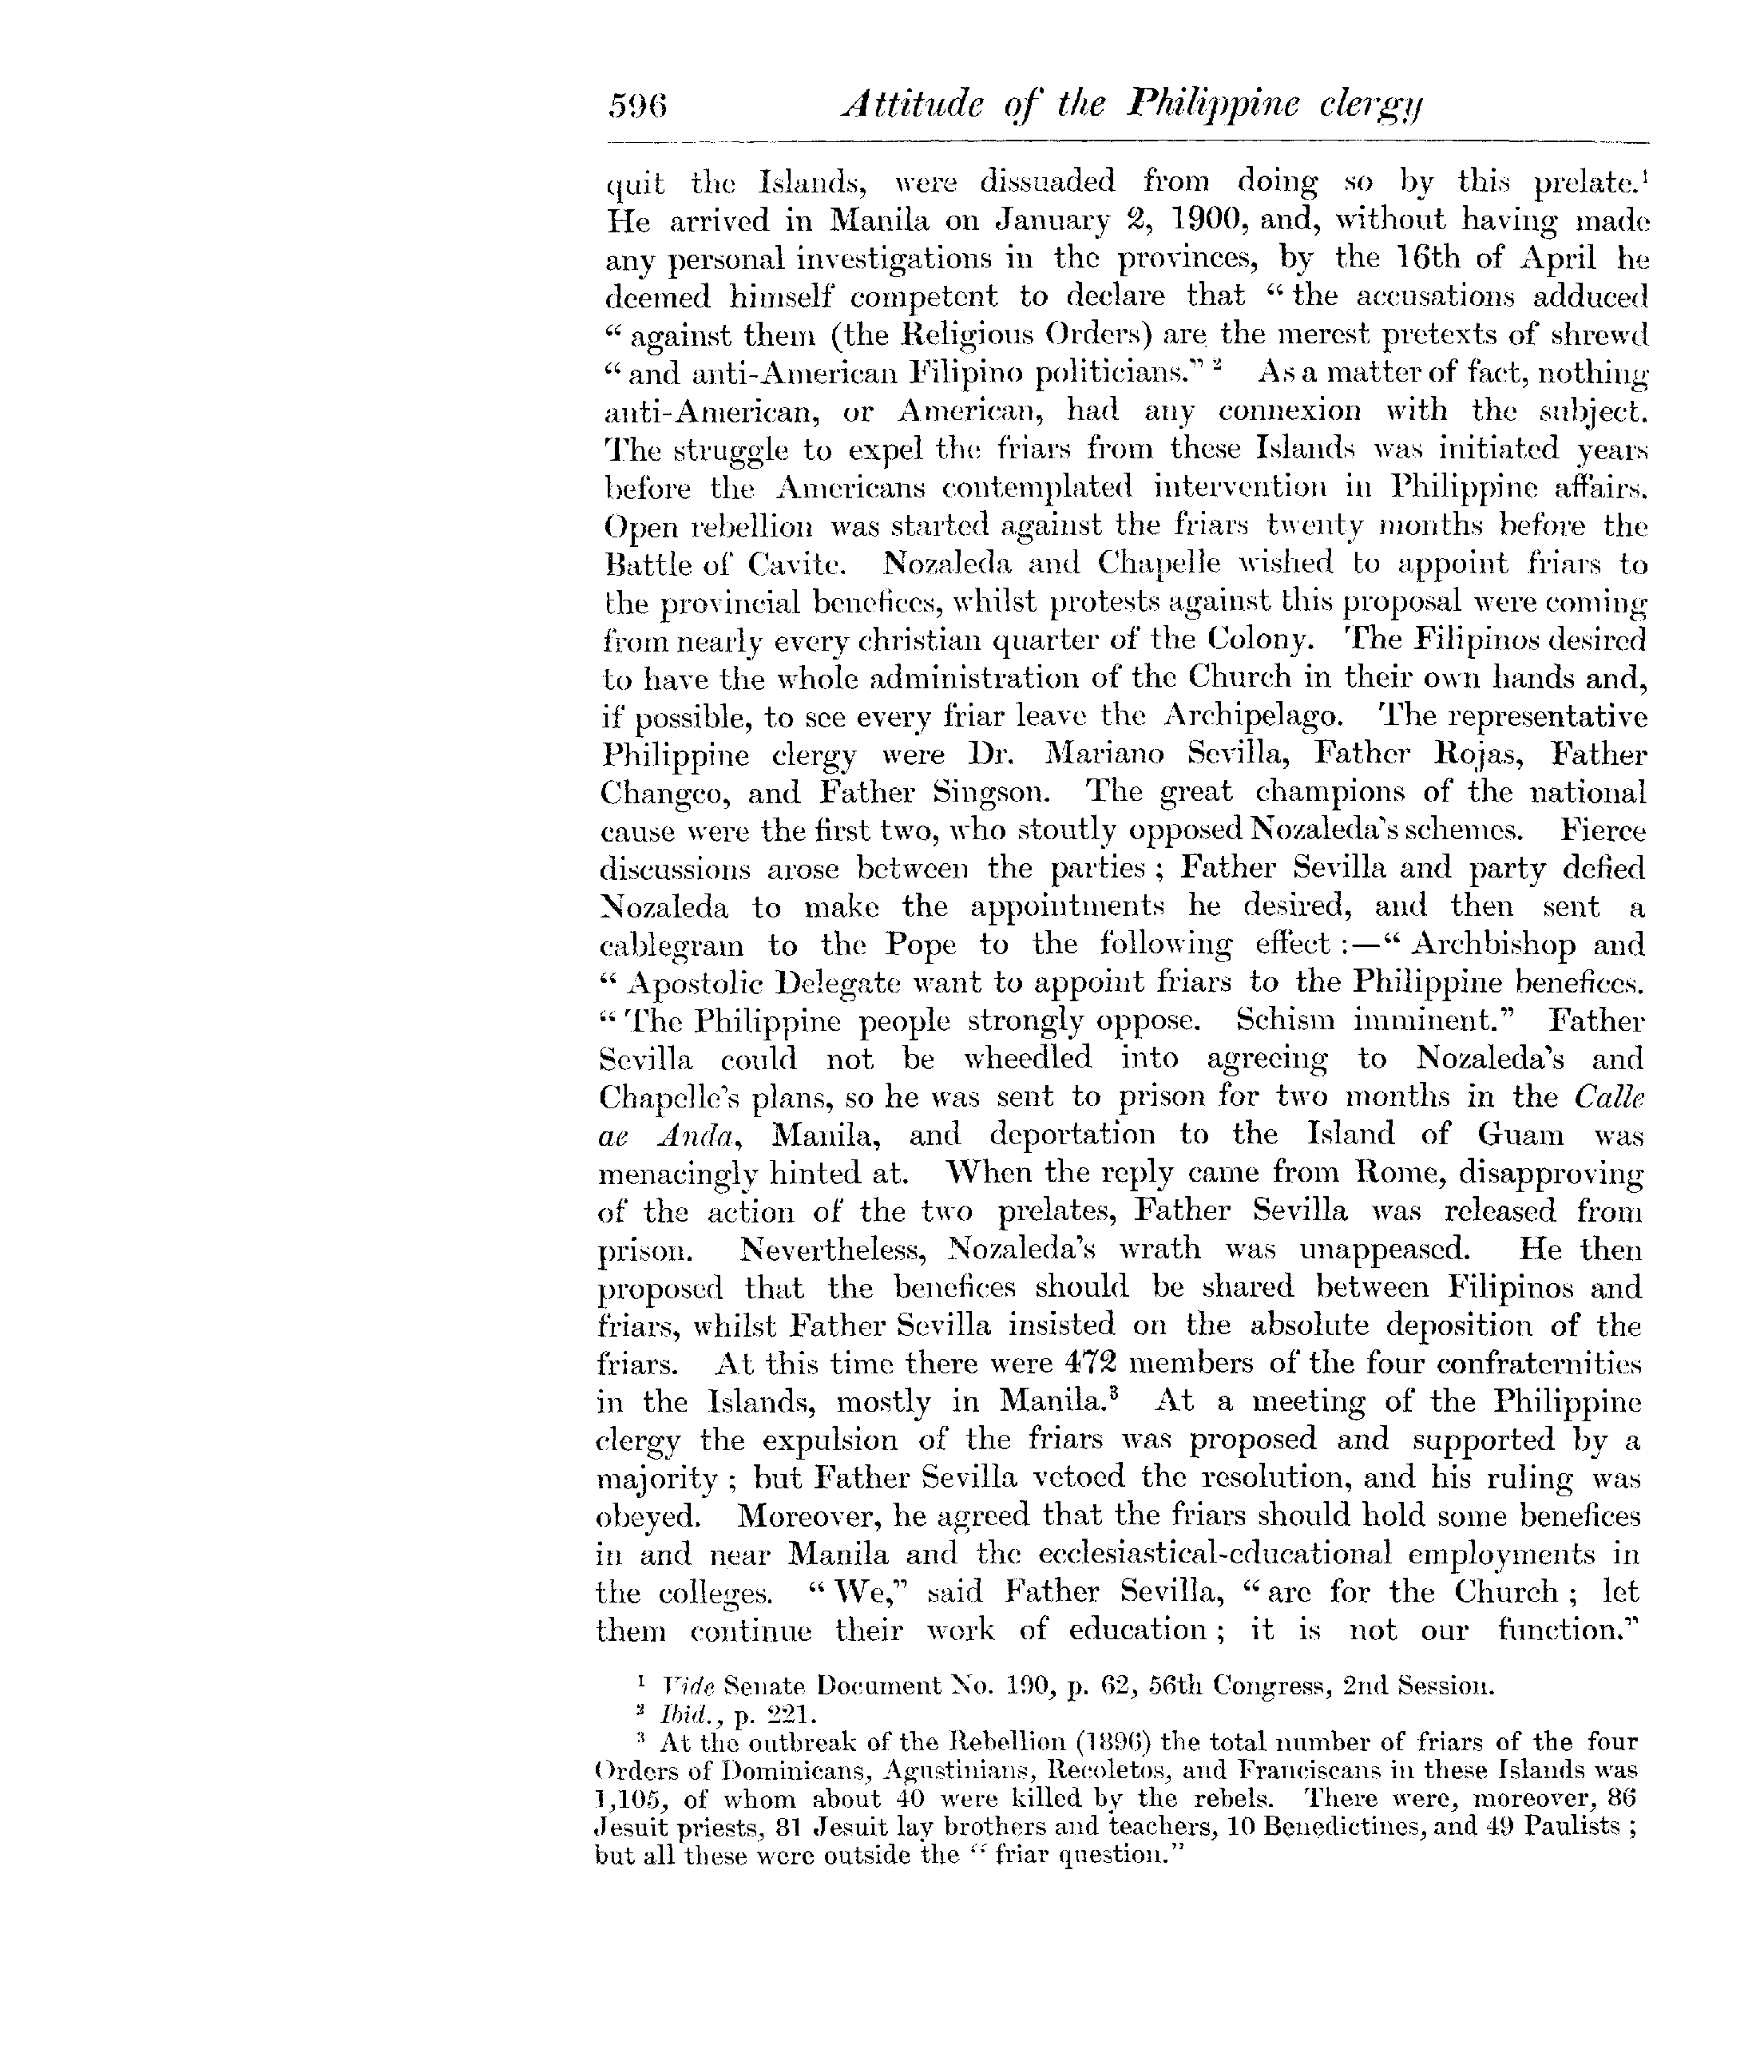 596 Attitude of the Philippine clergy
quit the Islands, were dissuaded from doing so by this prelate.¹
He arrived in Manila on January 2, 1900, and, without having made
any personal investigations in the provinces, by the 16th of April he
deemed himself competent to declare that “ the accusations adduced
“ against them (the Religious Orders) are the merest pretexts of shrewd
“ and anti-American Filipino politicians.” ² As a matter of fact, nothing
anti-American, or American, had any connexion with the subject.
The struggle to expel the friars from these Islands was initiated years
before the Americans contemplated intervention in Philippine affairs.
Open rebellion was started against the friars twenty months before the
Battle of Cavite. Nozaleda and Chapelle wished to appoint friars to
the provincial benefices, whilst protests against this proposal were coming
from nearly every christian quarter of the Colony. The Filipinos desired
to have the whole administration of the Church in their own hands and,
if possible, to see every friar leave the Archipelago. The representative
Philippine clergy were Dr. Mariano Sevilla, Father Rojas, Father
Changco, and Father Singson. The great champions of the national
cause were the first two, who stoutly opposed Nozaleda's schemes. Fierce
discussions arose between the parties ; Father Sevilla and party defied
Nozaleda to make the appointments he desired, and then sent a
cablegram to the Pope to the following effect :—“ Archbishop and
“ Apostolic Delegate want to appoint friars to the Philippine benefices.
“ The Philippine people strongly oppose. Schism imminent.” Father
Sevilla could not be wheedled into agreeing to Nozaleda's and
Chapelle's plans, so he was sent to prison for two months in the Calle
de Anda, Manila, and deportation to the Island of Guam was
menacingly hinted at. When the reply came from Rome, disapproving
of the action of the two prelates, Father Sevilla was released from
prison. Nevertheless, Nozaleda's wrath was unappeased. He then
proposed that the benefices should be shared between Filipinos and
friars, whilst Father Sevilla insisted on the absolute deposition of the
friars. At this time there were 472 members of the four confraternities
in the Islands, mostly in Manila.³ At a meeting of the Philippine
clergy the expulsion of the friars was proposed and supported by a
majority ; but Father Sevilla vetoed the resolution, and his ruling was
obeyed. Moreover, he agreed that the friars should hold some benefices
in and near Manila and the ecclesiastical-educational employments in
the colleges. “ We,” said Father Sevilla, “ are for the Church ; let
them continue their work of education ; it is not our function.”
¹ Vide Senate Document No. 190, p. 62, 56th Congress, 2nd Session.
² Ibid., p. 221.
³ At the outbreak of the Rebellion (1896) the total number of friars of the four
Orders of Dominicans, Agustinians, Recoletos, and Franciscans in these Islands was
1,105, of whom about 40 were killed by the rebels. There were, moreover, 86
Jesuit priests, 81 Jesuit lay brothers and teachers, 10 Benedictines, and 49 Paulists ;
but all these were outside the “ friar question.”